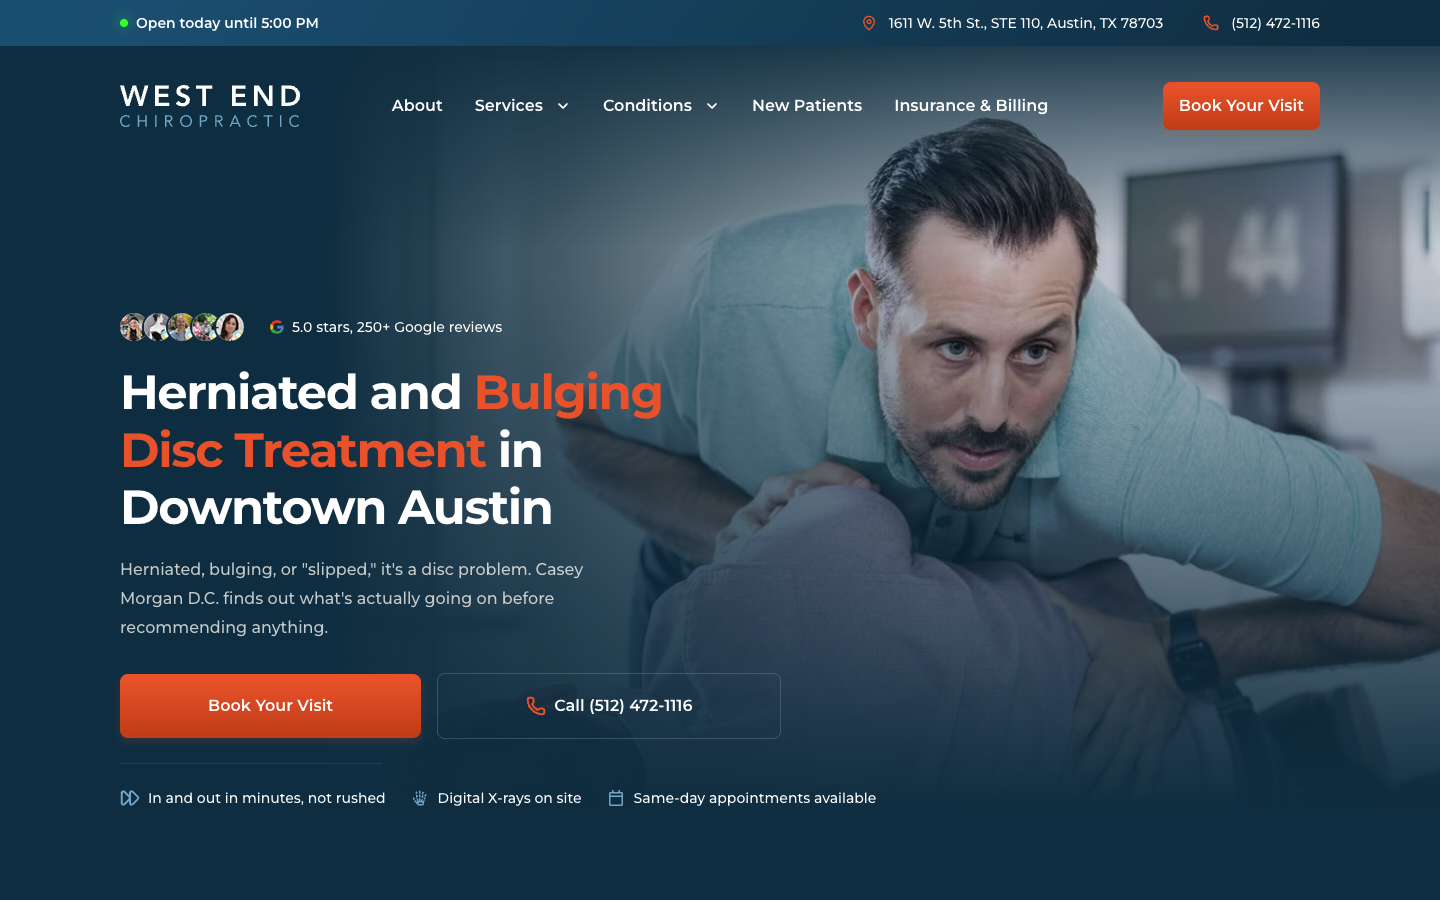 Open today until 5:00 PM
1611 W. 5th St., STE 110, Austin, TX 78703
(512) 472-1116
WEST END
CHIROPRACTIC
About
Services
Conditions
New Patients
Insurance & Billing
Book Your Visit
5.0 stars, 250+ Google reviews
Herniated and Bulging
Disc Treatment in
Downtown Austin
Herniated, bulging, or "slipped," it's a disc problem. Casey
Morgan D.C. finds out what's actually going on before
recommending anything.
Book Your Visit
Call (512) 472-1116
In and out in minutes, not rushed
Digital X-rays on site
Same-day appointments available